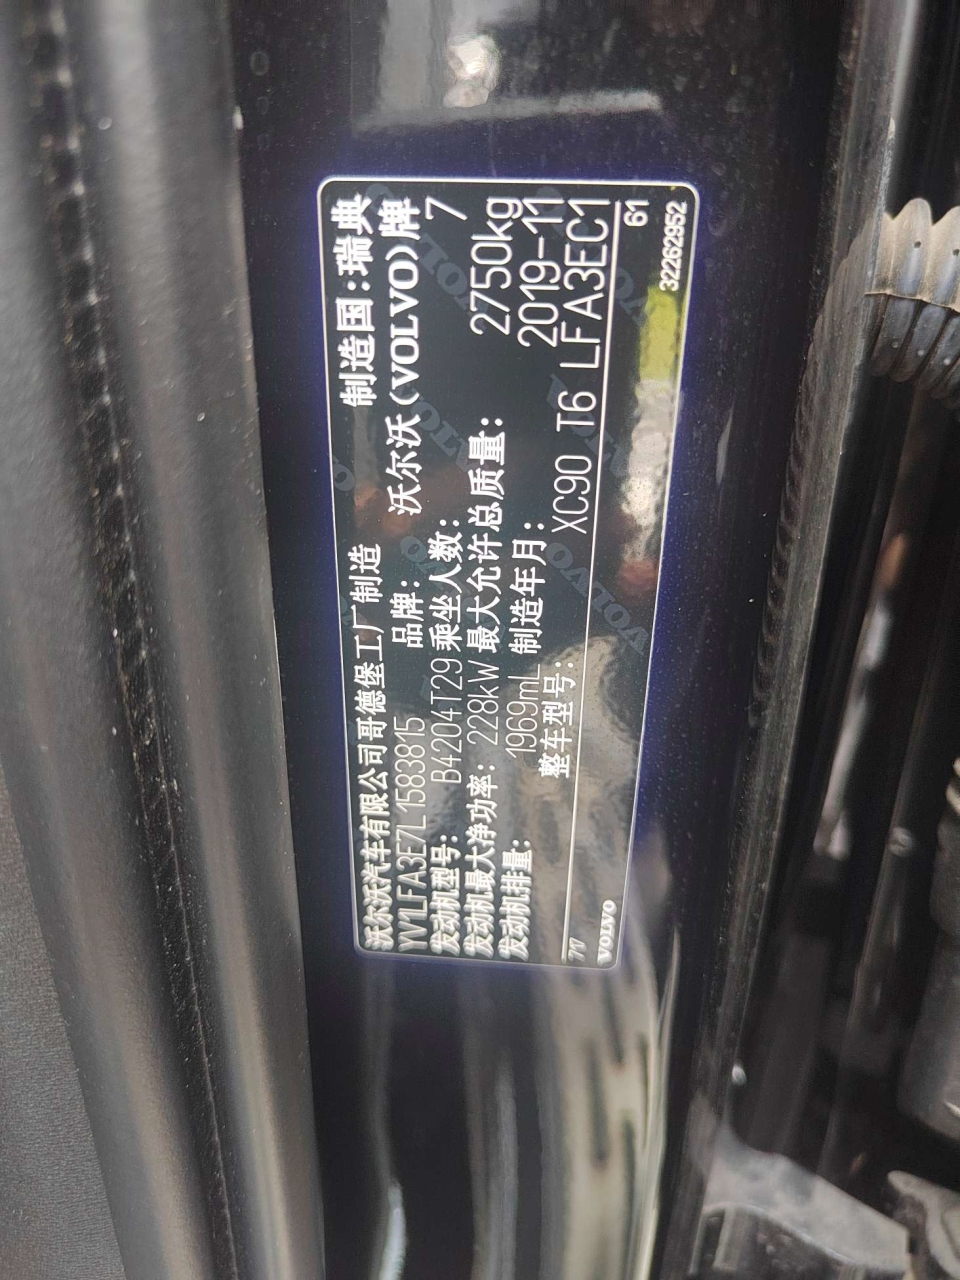 沃尔沃汽车有限公司哥德堡工厂制造 制造国:瑞典
YV1LFA3E7L1583815 品牌: 沃尔沃(VOLVO)牌
发动机型号: B4204T29 乘坐人数: 7
发动机最大净功率: 228kW 最大允许总质量: 2750kg
发动机排量: 1969mL 制造年月: 2019-11
整车型号: XC90 T6 LFA3EC1
717 61
VOLVO 32262952